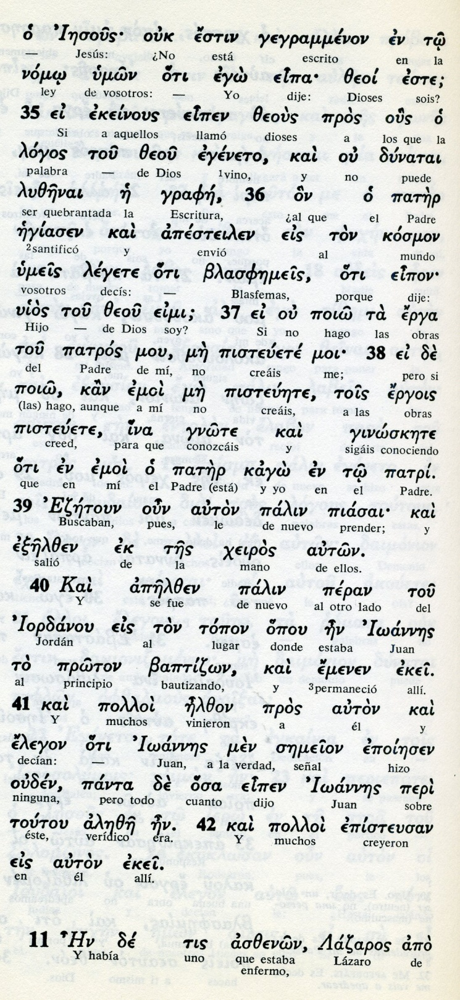 ὁ Ἰησοῦς· οὐκ ἔστιν γεγραμμένον ἐν τῷ
— Jesús: ¿No está escrito en la
νόμῳ ὑμῶν ὅτι ἐγὼ εἶπα· θεοί ἐστε;
ley de vosotros: — Yo dije: Dioses sois?
35 εἰ ἐκείνους εἶπεν θεοὺς πρὸς οὓς ὁ
Si a aquellos llamó dioses a los que la
λόγος τοῦ θεοῦ ἐγένετο, καὶ οὐ δύναται
palabra — de Dios 1vino, y no puede
λυθῆναι ἡ γραφή, 36 ὃν ὁ πατὴρ
ser quebrantada la Escritura, ¿al que el Padre
ἡγίασεν καὶ ἀπέστειλεν εἰς τὸν κόσμον
2santificó y envió al mundo
ὑμεῖς λέγετε ὅτι βλασφημεῖς, ὅτι εἶπον·
vosotros decís: — Blasfemas, porque dije:
υἱὸς τοῦ θεοῦ εἰμι; 37 εἰ οὐ ποιῶ τὰ ἔργα
Hijo — de Dios soy? Si no hago las obras
τοῦ πατρός μου, μὴ πιστεύετέ μοι· 38 εἰ δὲ
del Padre de mí, no creáis me; pero si
ποιῶ, κἂν ἐμοὶ μὴ πιστεύητε, τοῖς ἔργοις
(las) hago, aunque a mí no creáis, a las obras
πιστεύετε, ἵνα γνῶτε καὶ γινώσκητε
creed, para que conozcáis y sigáis conociendo
ὅτι ἐν ἐμοὶ ὁ πατὴρ κἀγὼ ἐν τῷ πατρί.
que en mí el Padre (está) y yo en el Padre.
39 Ἐζήτουν οὖν αὐτὸν πάλιν πιάσαι· καὶ
Buscaban, pues, le de nuevo prender; y
ἐξῆλθεν ἐκ τῆς χειρὸς αὐτῶν.
salió de la mano de ellos.
40 Καὶ ἀπῆλθεν πάλιν πέραν τοῦ
Y se fue de nuevo al otro lado del
Ἰορδάνου εἰς τὸν τόπον ὅπου ἦν Ἰωάννης
Jordán al lugar donde estaba Juan
τὸ πρῶτον βαπτίζων, καὶ ἔμενεν ἐκεῖ.
al principio bautizando, y 3permaneció allí.
41 καὶ πολλοὶ ἦλθον πρὸς αὐτὸν καὶ
Y muchos vinieron a él y
ἔλεγον ὅτι Ἰωάννης μὲν σημεῖον ἐποίησεν
decían: — Juan, a la verdad, señal hizo
οὐδέν, πάντα δὲ ὅσα εἶπεν Ἰωάννης περὶ
ninguna, pero todo cuanto dijo Juan sobre
τούτου ἀληθῆ ἦν. 42 καὶ πολλοὶ ἐπίστευσαν
éste, verídico era. Y muchos creyeron
εἰς αὐτὸν ἐκεῖ.
en él allí.
11 Ἦν δέ τις ἀσθενῶν, Λάζαρος ἀπὸ
Y había uno que estaba Lázaro de
enfermo,